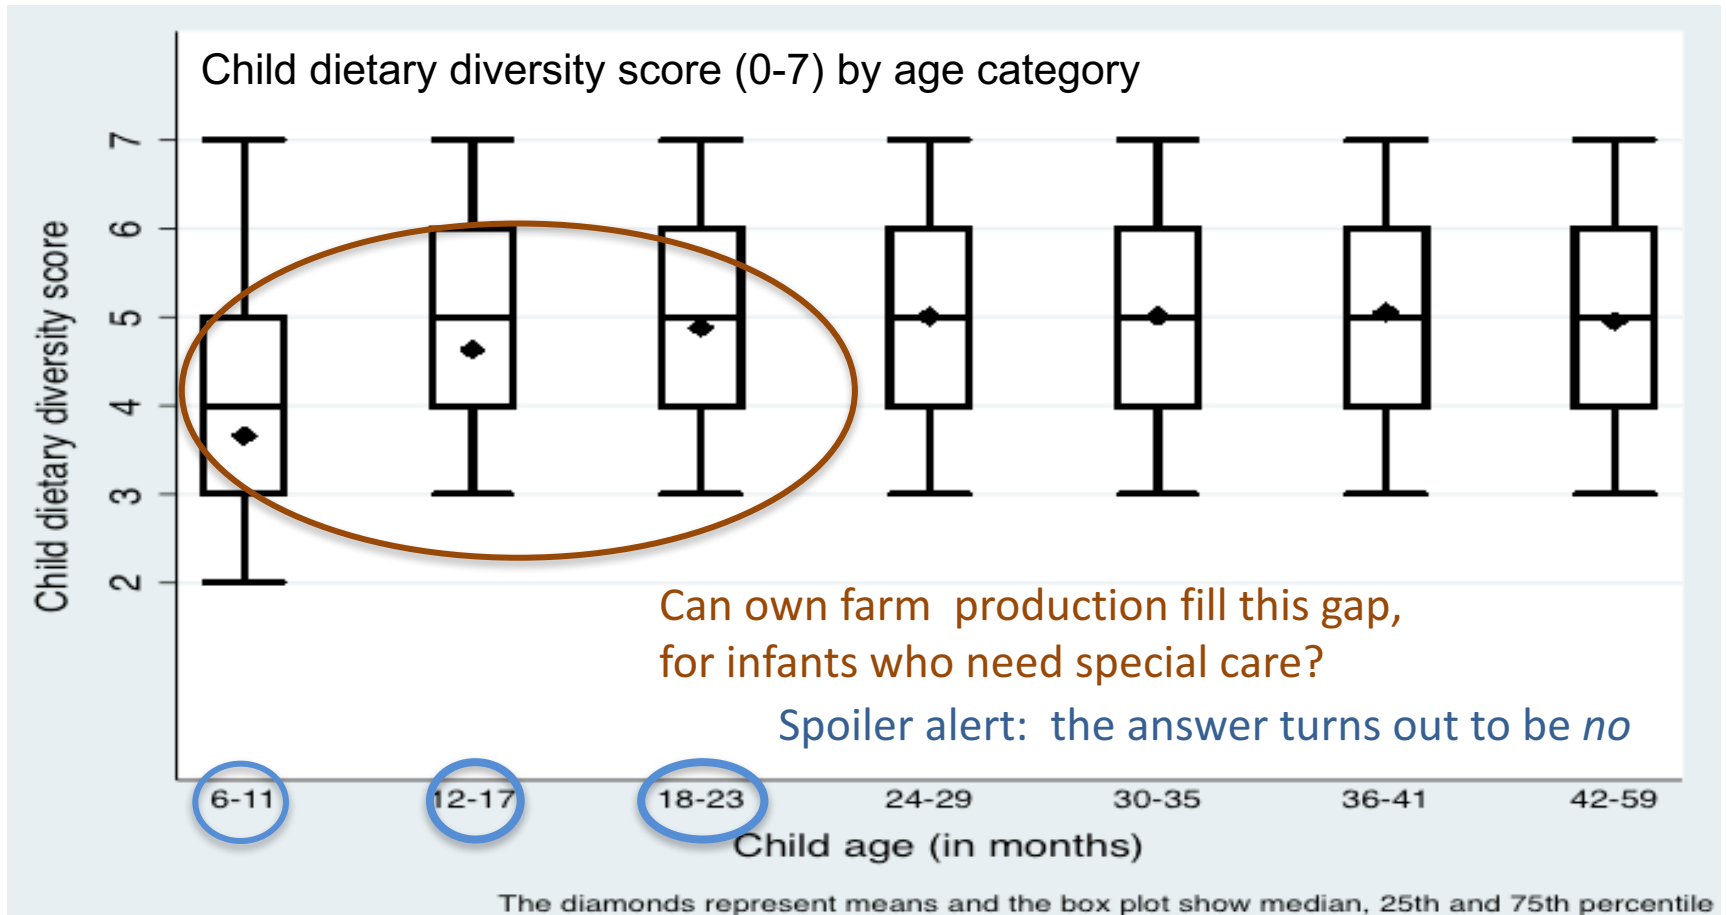 Child dietary diversity score (0-7) by age category
Child dietary diversity score
7
6
5
4
3
2
Can own farm  production fill this gap,
for infants who need special care?
Spoiler alert:  the answer turns out to be no
6-11 12-17 18-23 24-29 30-35 36-41 42-59
Child age (in months)
The diamonds represent means and the box plot show median, 25th and 75th percentile